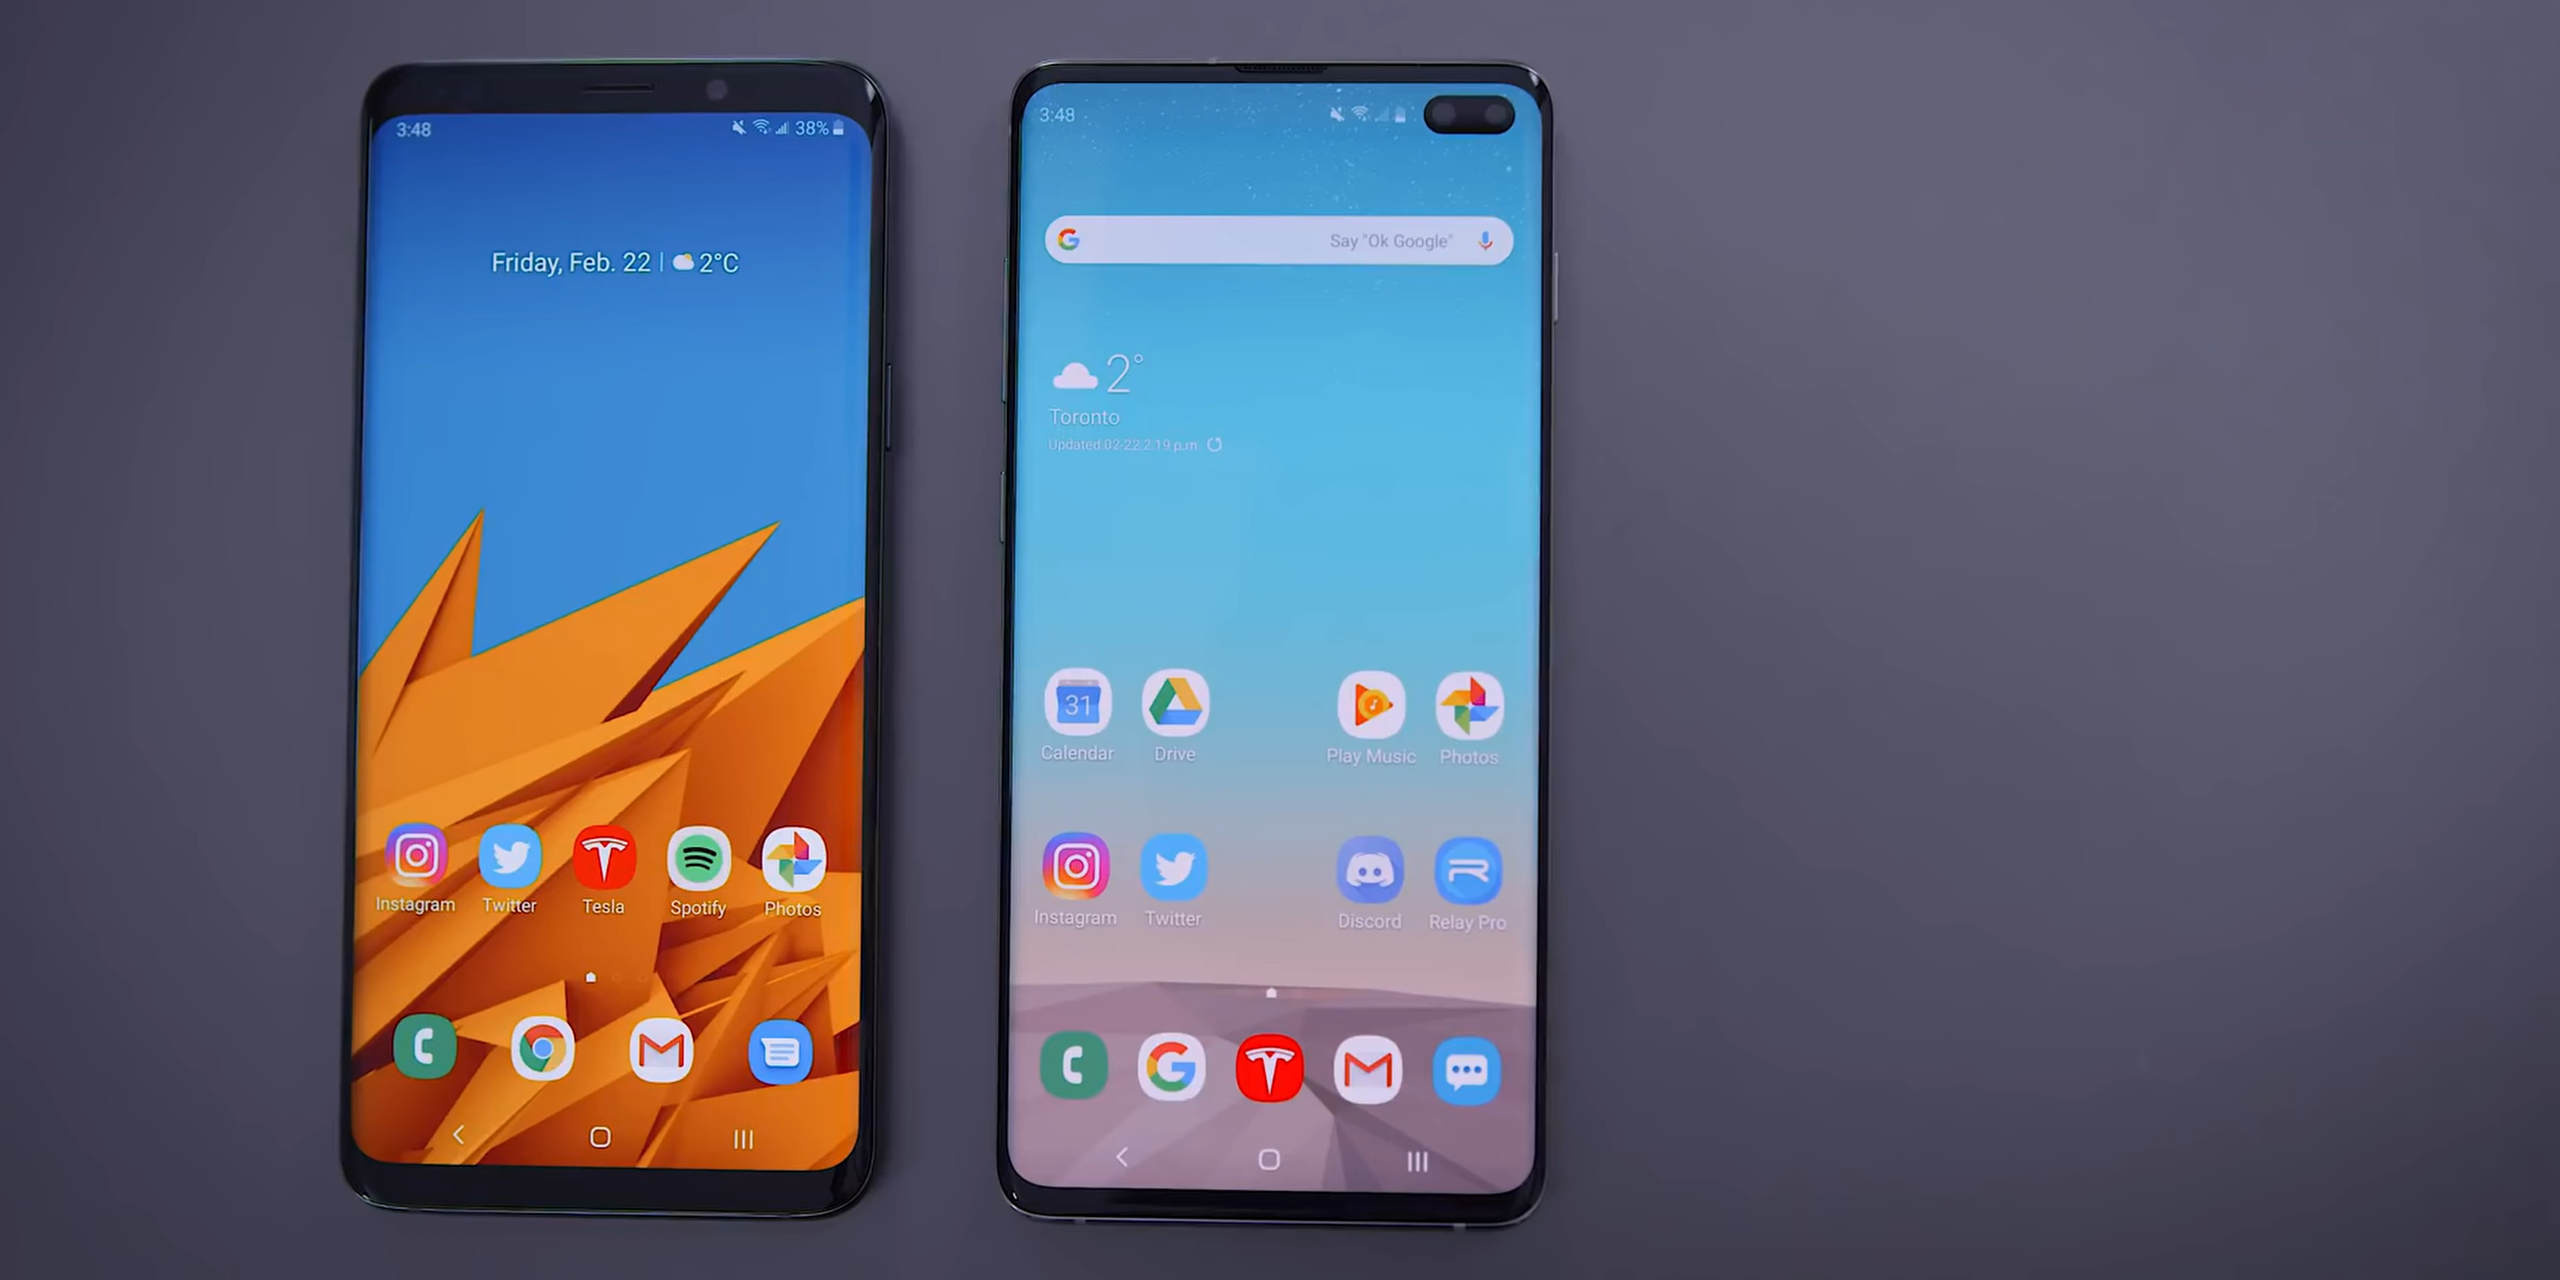 3:48
38%
Friday, Feb. 22 | 2°C
Instagram Twitter Tesla Spotify Photos
3:48
Say "Ok Google"
2°
Toronto
Updated 02-22 2:19 p.m.
31
Calendar Drive Play Music Photos
Instagram Twitter Discord Relay Pro